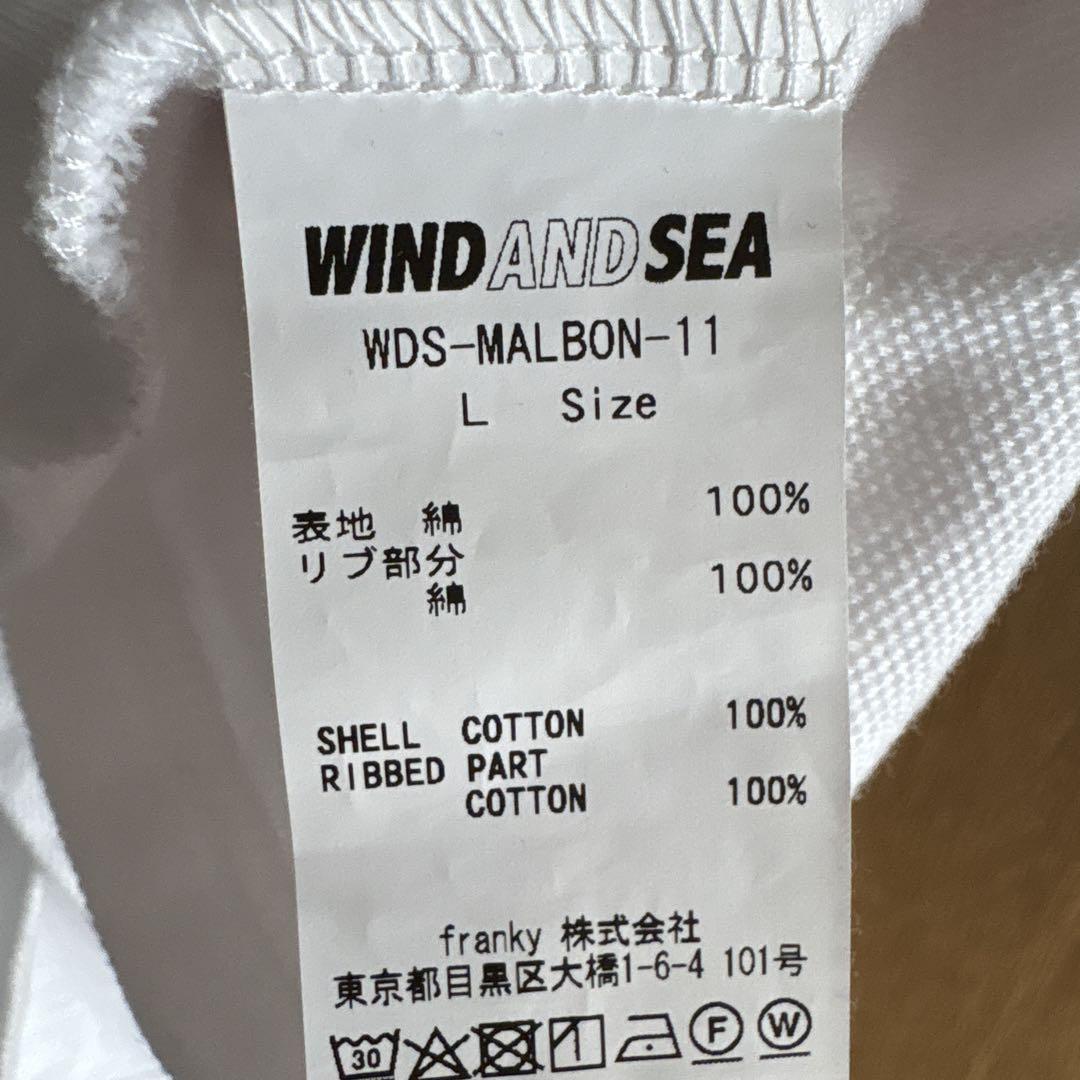 WINDANDSEA
WDS-MALBON-11
L Size
表地 綿 100%
リブ部分
綿 100%
SHELL COTTON 100%
RIBBED PART
COTTON 100%
franky 株式会社
東京都目黒区大橋1-6-4 101号
30 F W